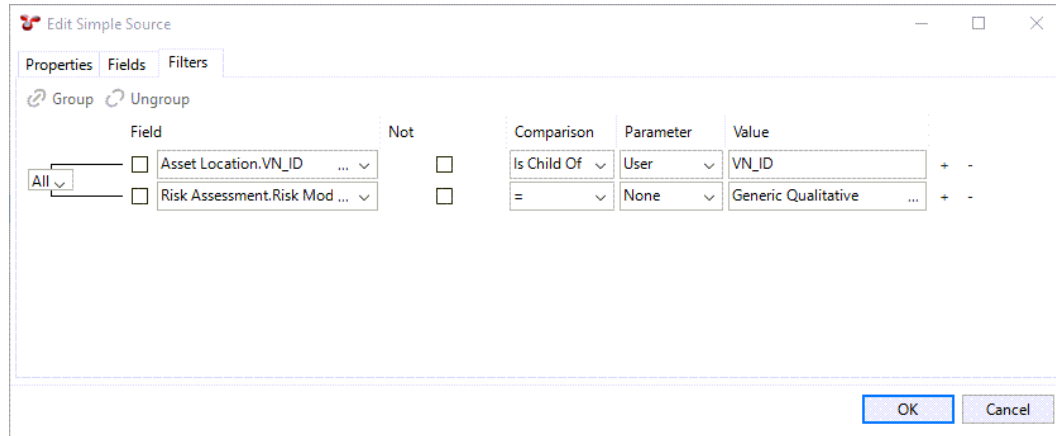 Edit Simple Source
Properties Fields Filters
Group Ungroup
Field Not Comparison Parameter Value
All
Asset Location.VN_ID ... Is Child Of User VN_ID + -
Risk Assessment.Risk Mod ... = None Generic Qualitative ... + -
OK Cancel